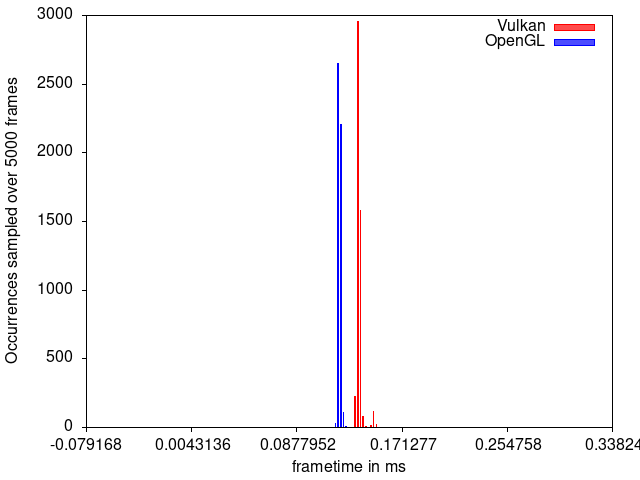 3000
Vulkan
OpenGL
2500
2000
1500
1000
500
0
Occurrences sampled over 5000 frames
-0.079168 0.0043136 0.0877952 0.171277 0.254758 0.33824
frametime in ms